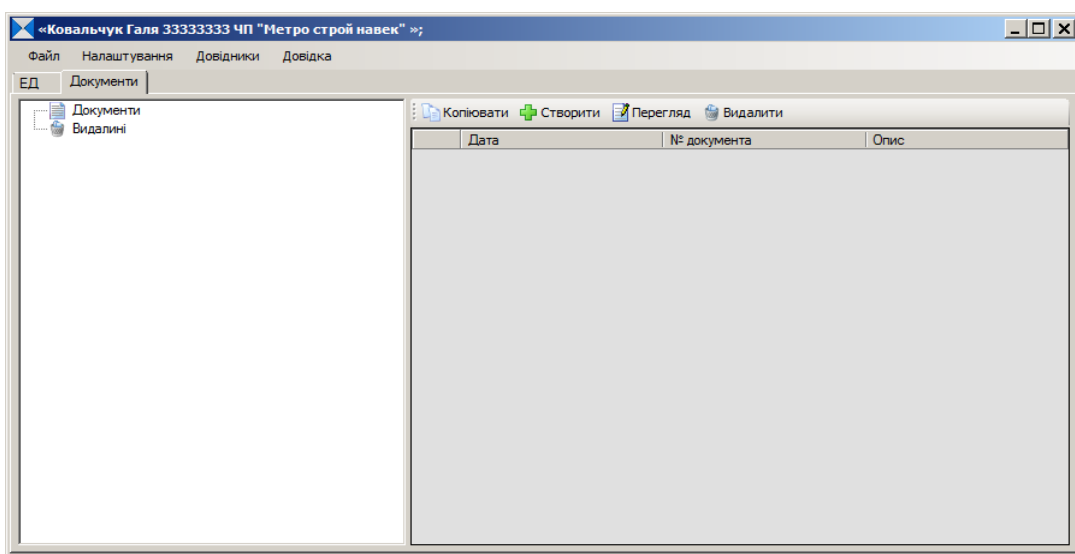 «Ковальчук Галя 33333333 ЧП "Метро строй навек" »;
Файл Налаштування Довідники Довідка
ЕД Документи
Документи
Видалині
Копіювати Створити Перегляд Видалити
Дата № документа Опис